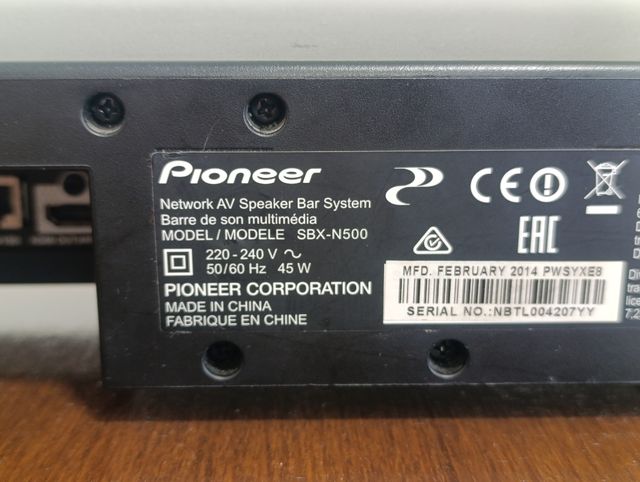 Pioneer
Network AV Speaker Bar System
Barre de son multimédia
MODEL / MODELE SBX-N500
220 - 240 V ~
50/60 Hz 45 W
PIONEER CORPORATION
MADE IN CHINA
FABRIQUE EN CHINE
CE
EAC
MFD. FEBRUARY 2014 PWSYXE8
SERIAL NO.:NBTL004207YY